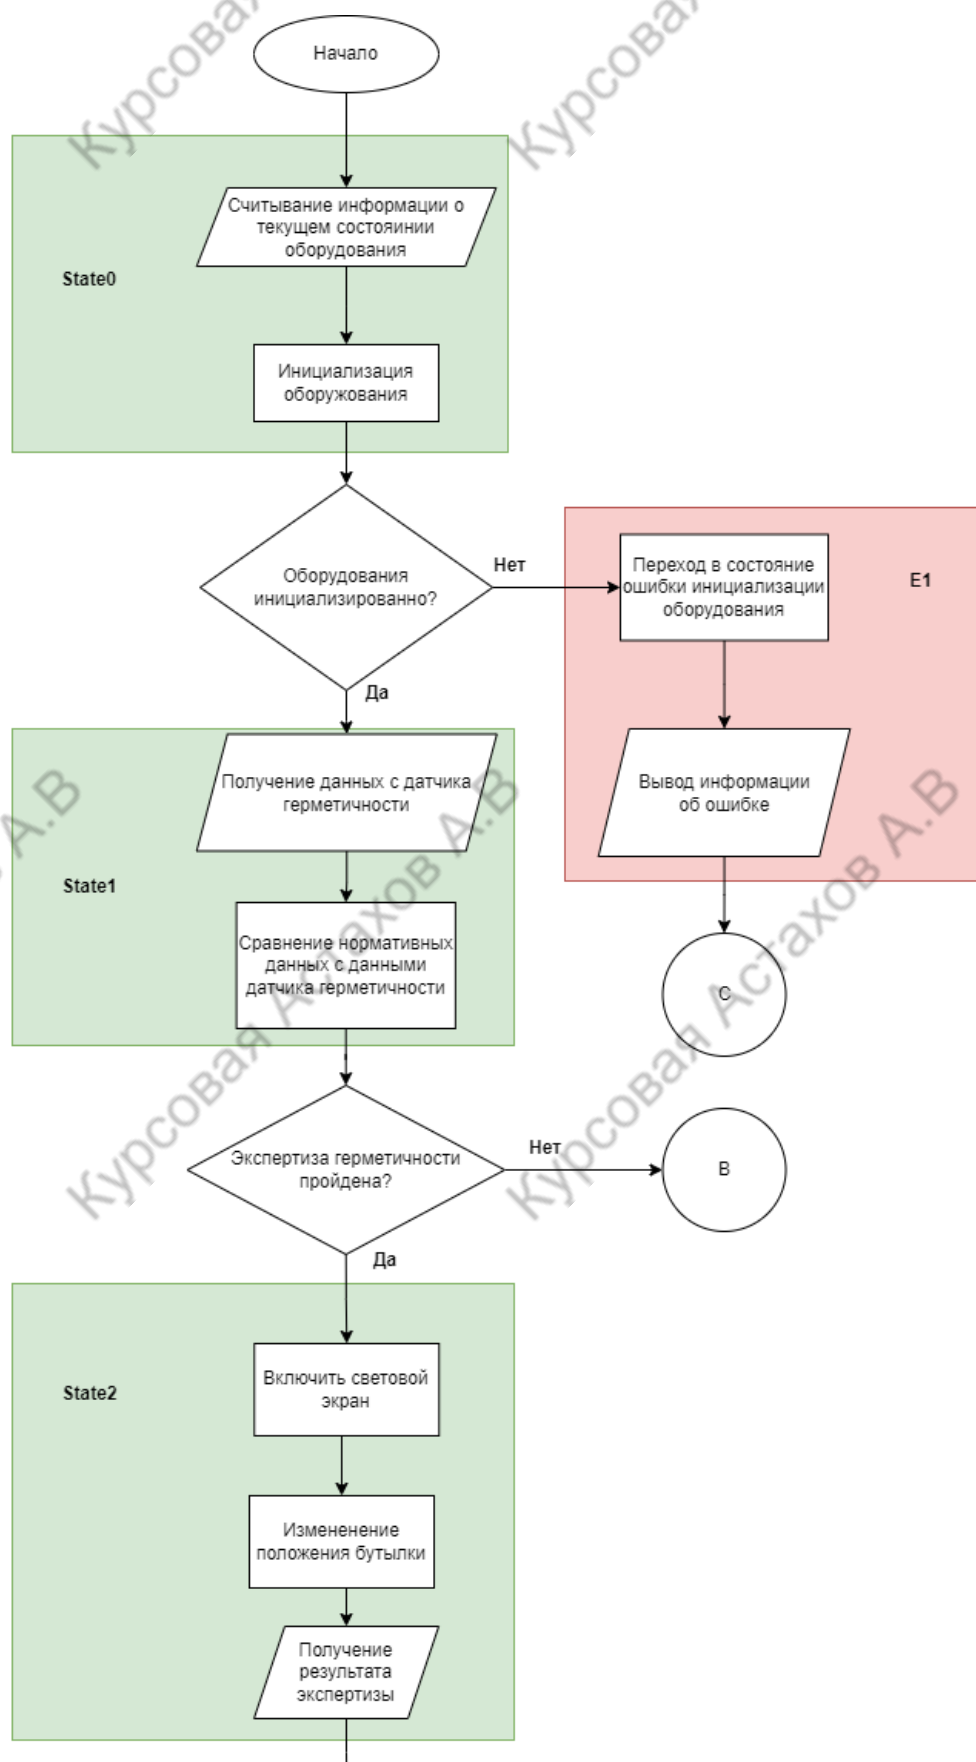 Курсовая
Курсовая
Начало
State0
Считывание информации о
текущем состояинии
оборудования
Инициализация
оборужования
Оборудования
инициализированно?
Нет
Переход в состояние
ошибки инициализации
оборудования
E1
Да
Вывод информации
об ошибке
C
State1
Получение данных с датчика
герметичности
Сравнение нормативных
данных с данными
датчика герметичности
А.В
Курсовая Астахов А.В
Курсовая Астахов А.В
Экспертиза герметичности
пройдена?
Нет
B
Да
State2
Включить световой
экран
Измененение
положения бутылки
Получение
результата
экспертизы